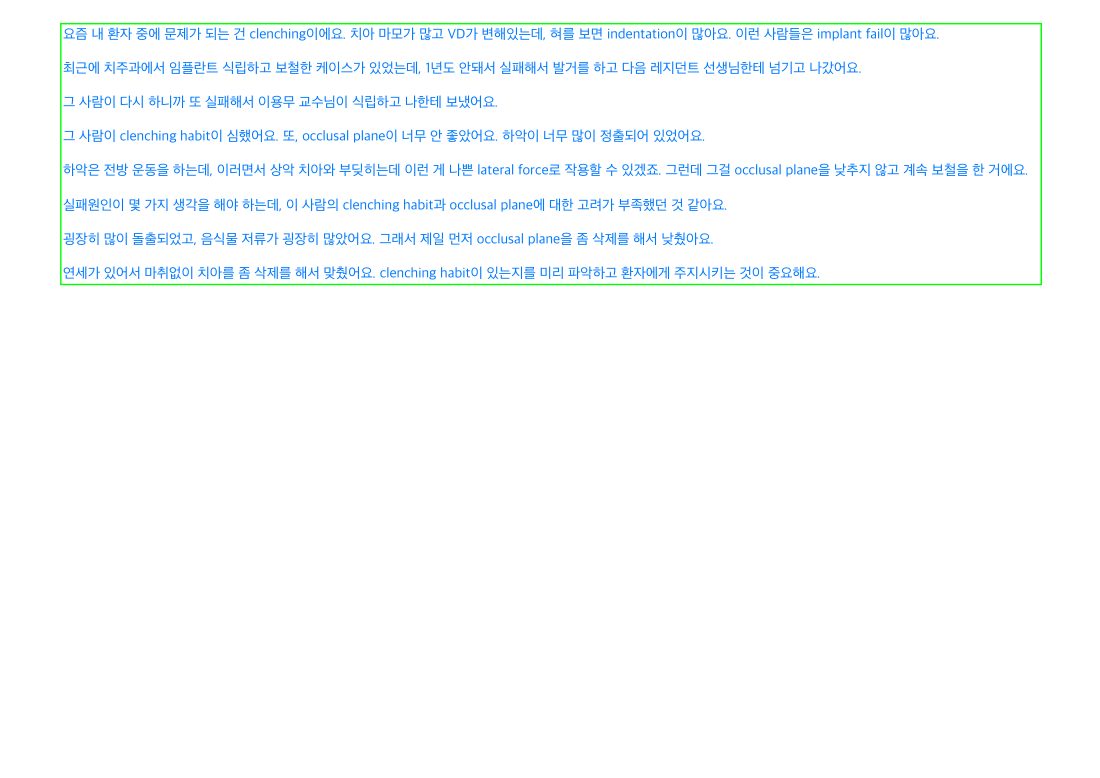 요즘 내 환자 중에 문제가 되는 건 clenching이에요. 치아 마모가 많고 VD가 변해있는데, 혀를 보면 indentation이 많아요. 이런 사람들은 implant fail이 많아요.
최근에 치주과에서 임플란트 식립하고 보철한 케이스가 있었는데, 1년도 안돼서 실패해서 발거를 하고 다음 레지던트 선생님한테 넘기고 나갔어요.
그 사람이 다시 하니까 또 실패해서 이용무 교수님이 식립하고 나한테 보냈어요.
그 사람이 clenching habit이 심했어요. 또, occlusal plane이 너무 안 좋았어요. 하악이 너무 많이 정출되어 있었어요.
하악은 전방 운동을 하는데, 이러면서 상악 치아와 부딪히는데 이런 게 나쁜 lateral force로 작용할 수 있겠죠. 그런데 그걸 occlusal plane을 낮추지 않고 계속 보철을 한 거에요.
실패원인이 몇 가지 생각을 해야 하는데, 이 사람의 clenching habit과 occlusal plane에 대한 고려가 부족했던 것 같아요.
굉장히 많이 돌출되었고, 음식물 저류가 굉장히 많았어요. 그래서 제일 먼저 occlusal plane을 좀 삭제를 해서 낮췄아요.
연세가 있어서 마취없이 치아를 좀 삭제를 해서 맞췄어요. clenching habit이 있는지를 미리 파악하고 환자에게 주지시키는 것이 중요해요.